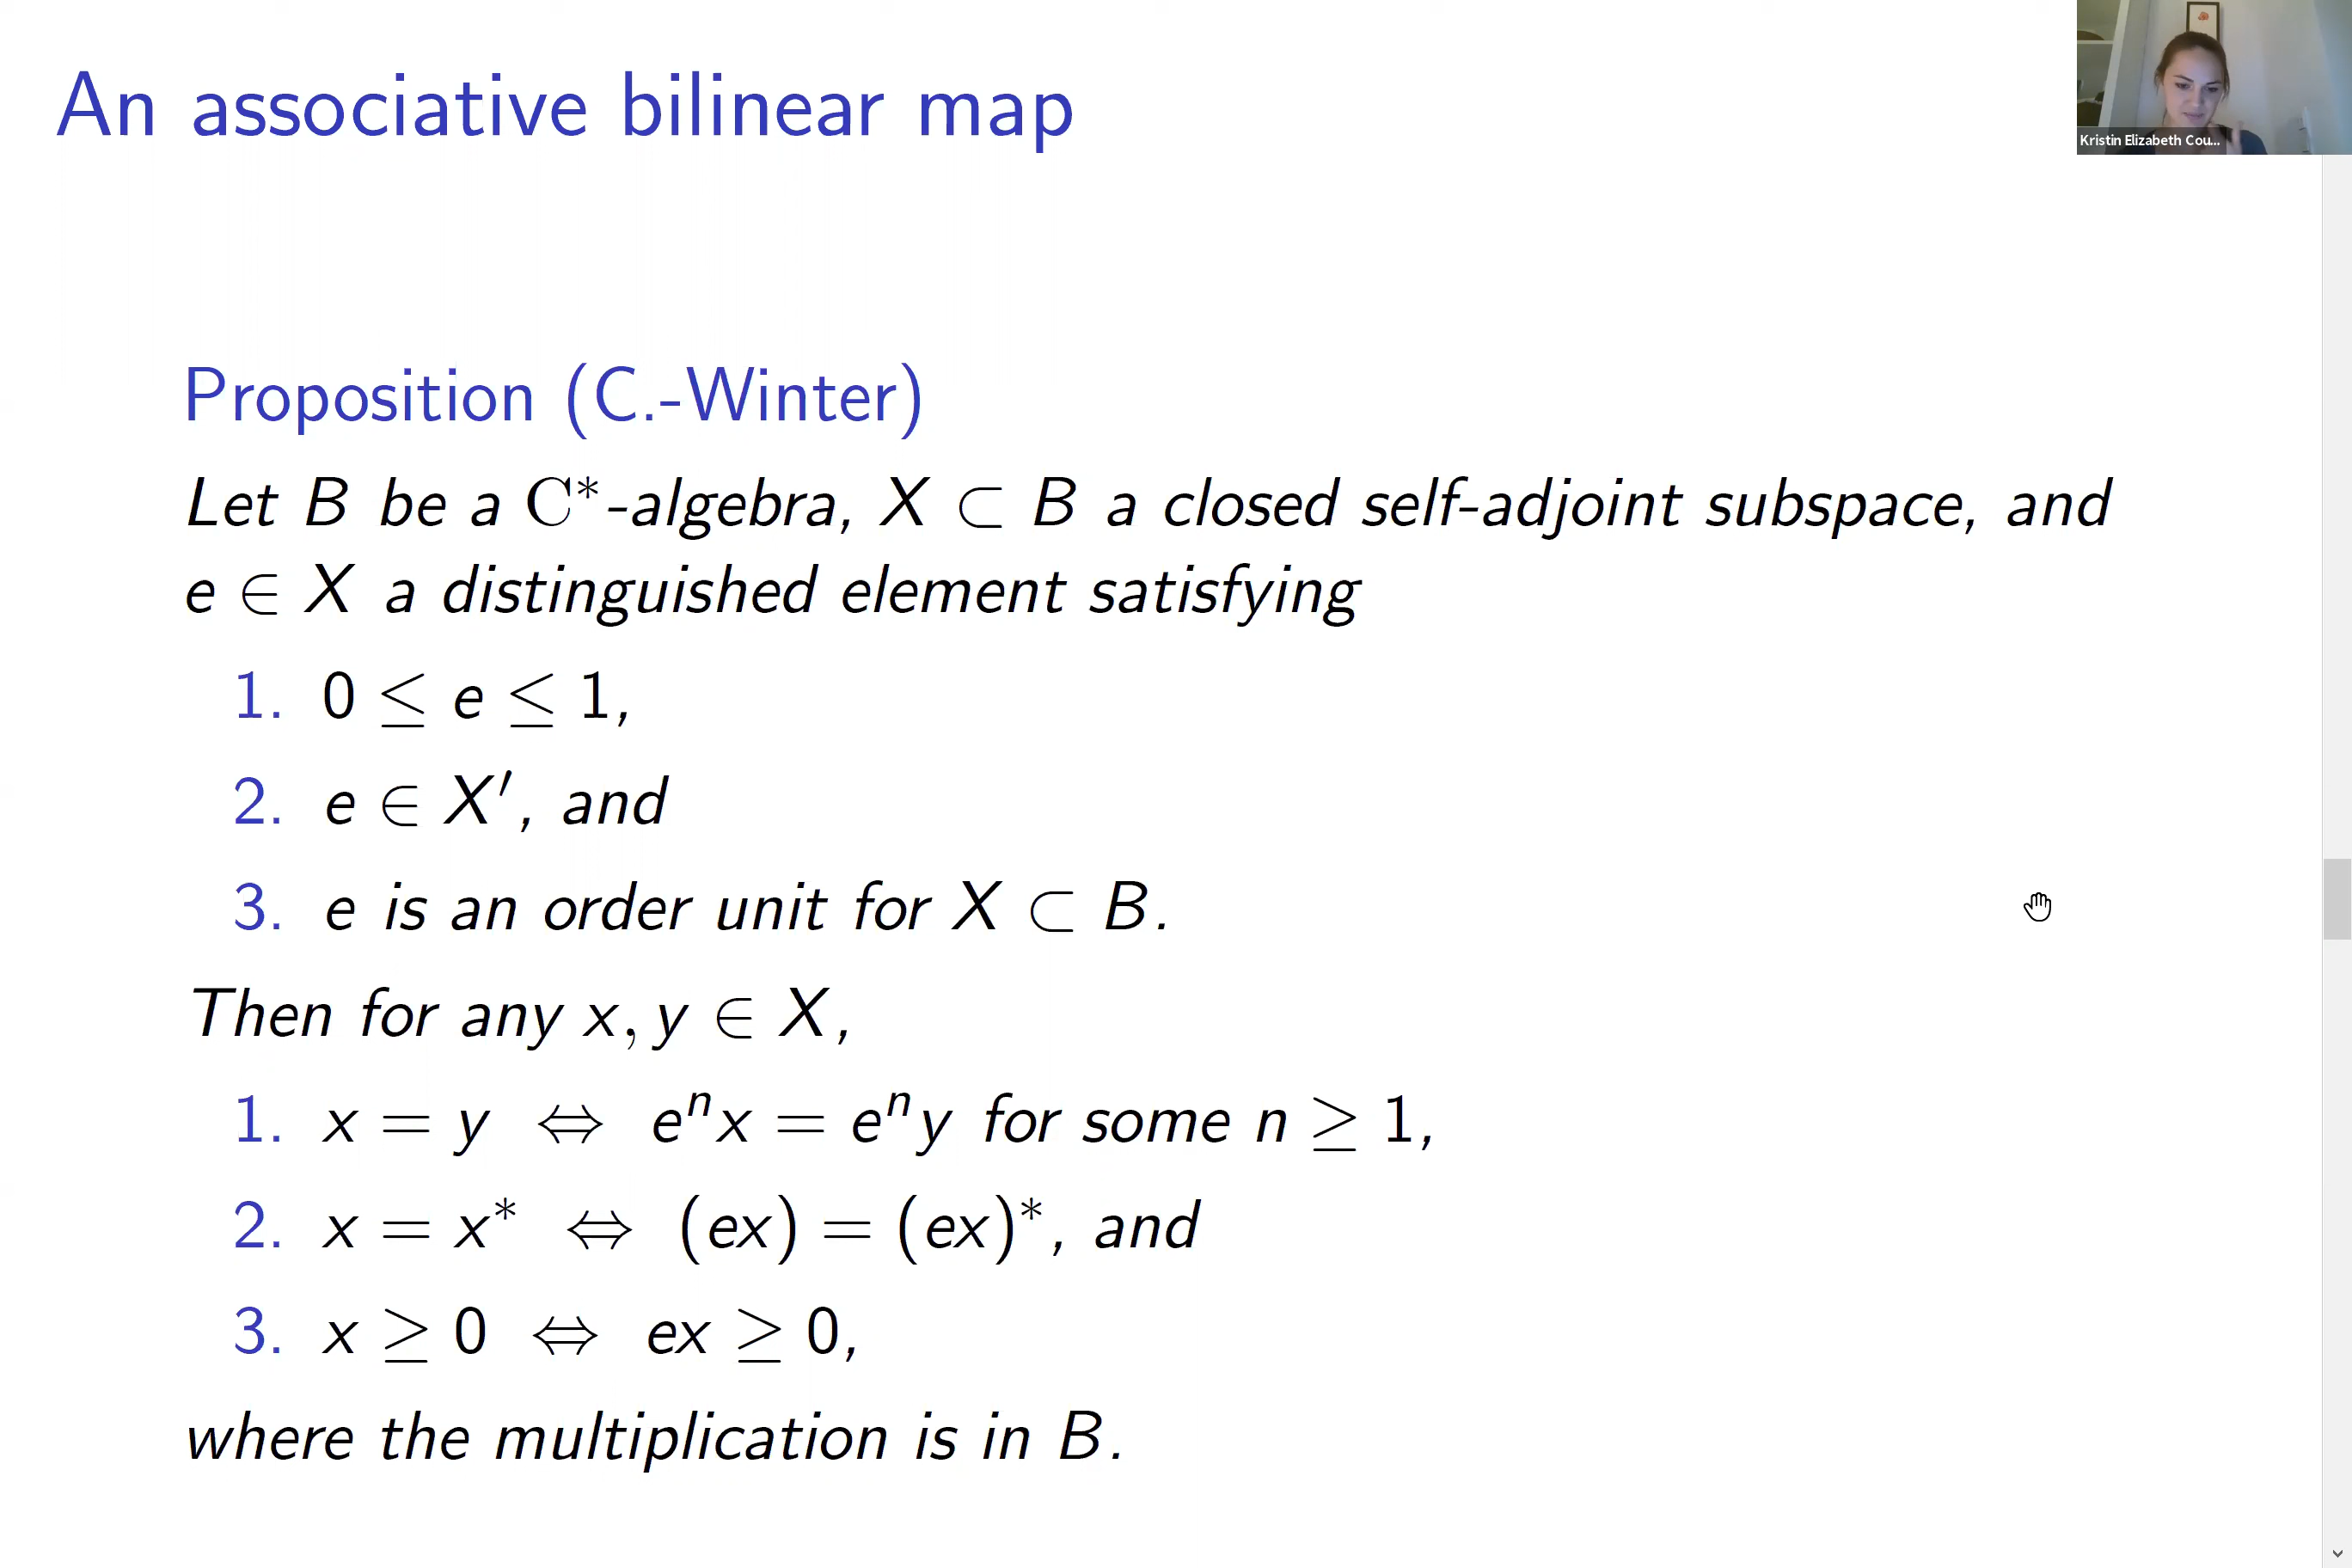 An associative bilinear map
Kristin Elizabeth Cou...
Proposition (C.-Winter)
Let B be a C*-algebra, X ⊂ B a closed self-adjoint subspace, and
e ∈ X a distinguished element satisfying
1. 0 ≤ e ≤ 1,
2. e ∈ X′, and
3. e is an order unit for X ⊂ B.
Then for any x, y ∈ X,
1. x = y ⇔ eⁿx = eⁿy for some n ≥ 1,
2. x = x* ⇔ (ex) = (ex)*, and
3. x ≥ 0 ⇔ ex ≥ 0,
where the multiplication is in B.